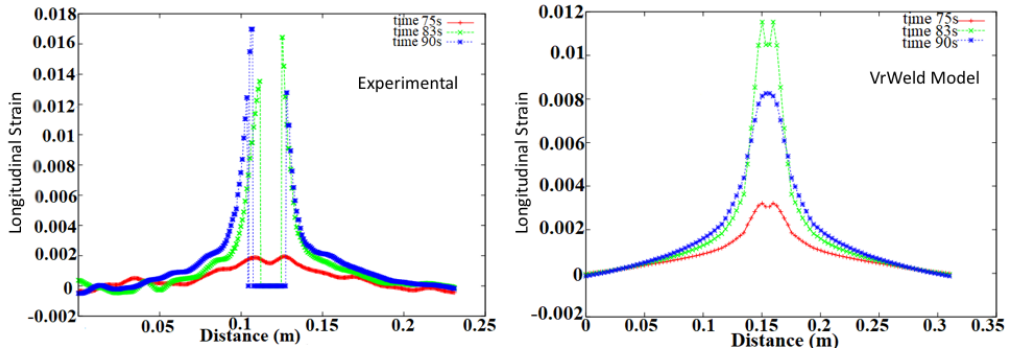 0.018
0.016
0.014
0.012
0.01
0.008
0.006
0.004
0.002
0
-0.002
Longitudinal Strain
time 75s
time 83s
time 90s
Experimental
0.05 0.1 0.15 0.2 0.25
Distance (m)
0.012
0.01
0.008
0.006
0.004
0.002
0
-0.002
Longitudinal Strain
time 75s
time 83s
time 90s
VrWeld Model
0 0.05 0.1 0.15 0.20 0.25 0.3 0.35
Distance (m)